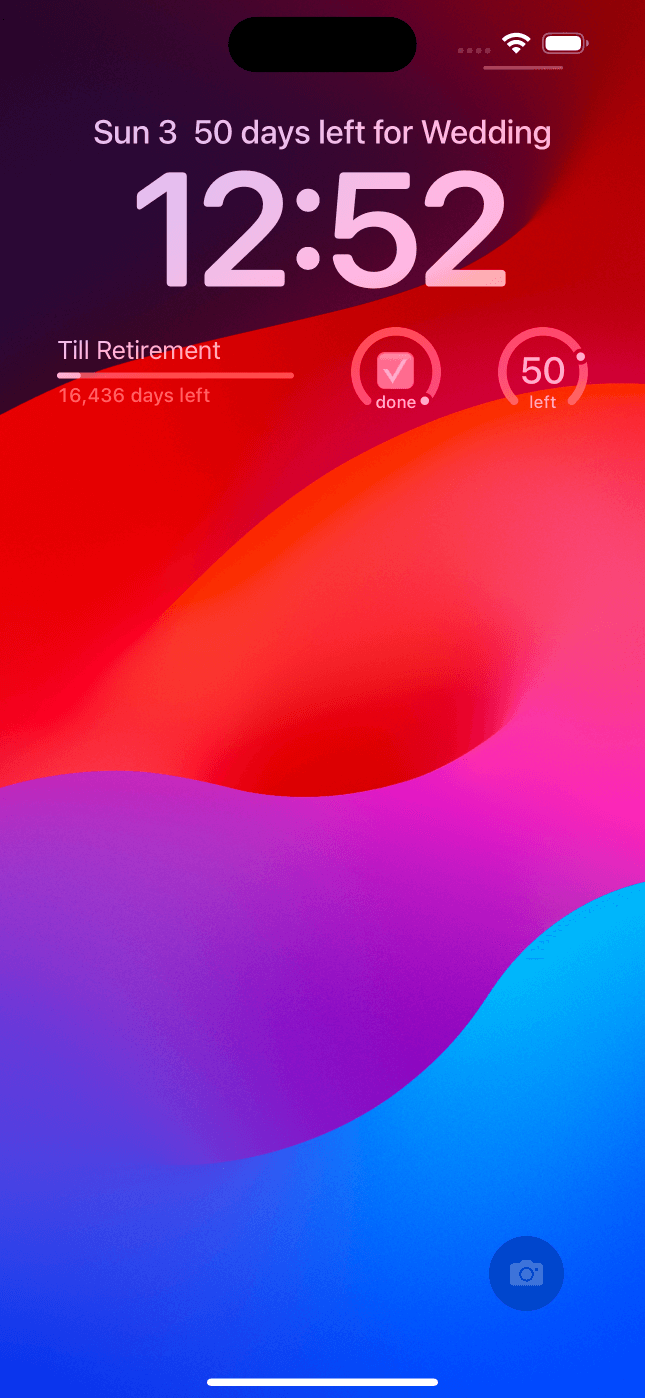 Sun 3 50 days left for Wedding
12:52
Till Retirement
16,436 days left
done
50
left